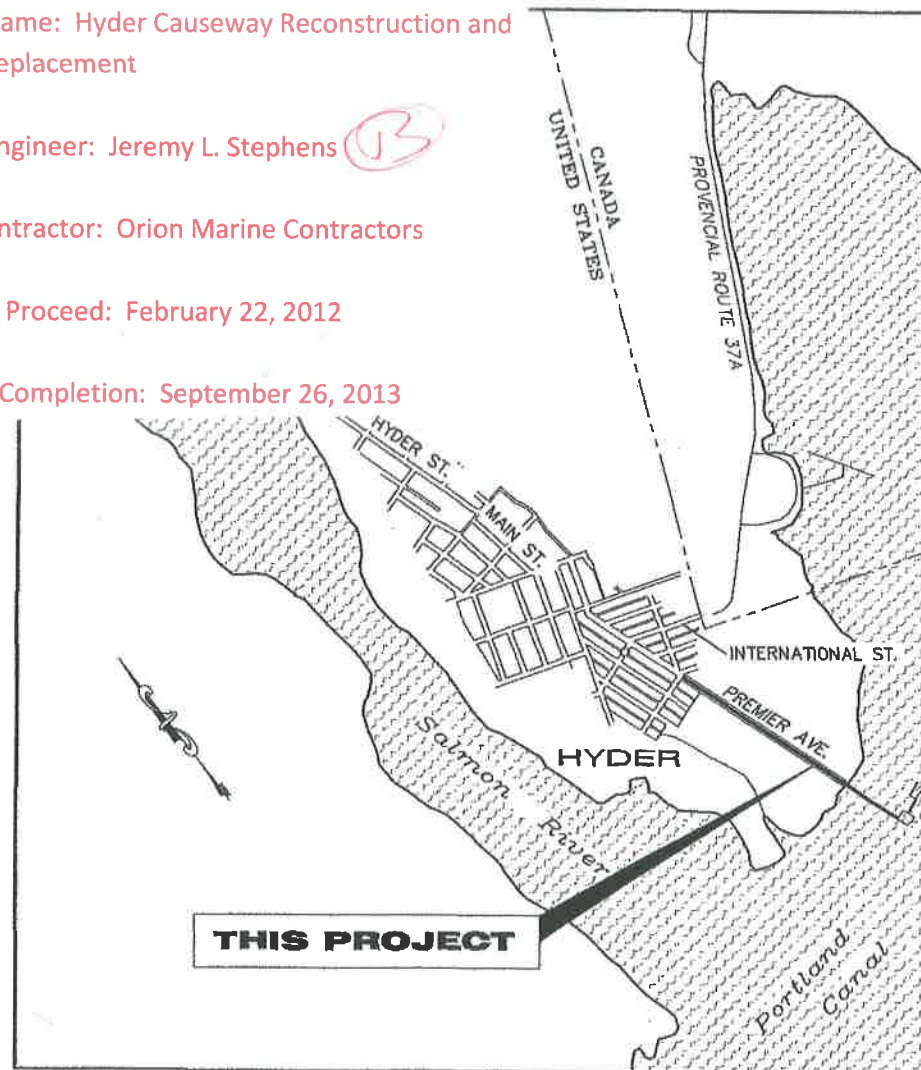 ame: Hyder Causeway Reconstruction and
eplacement
ngineer: Jeremy L. Stephens
ntractor: Orion Marine Contractors
Proceed: February 22, 2012
Completion: September 26, 2013
CANADA
UNITED STATES
PROVENCIAL ROUTE 37A
HYDER ST.
MAIN ST.
INTERNATIONAL ST.
PREMIER AVE.
HYDER
Salmon River
THIS PROJECT
Portland
Canal